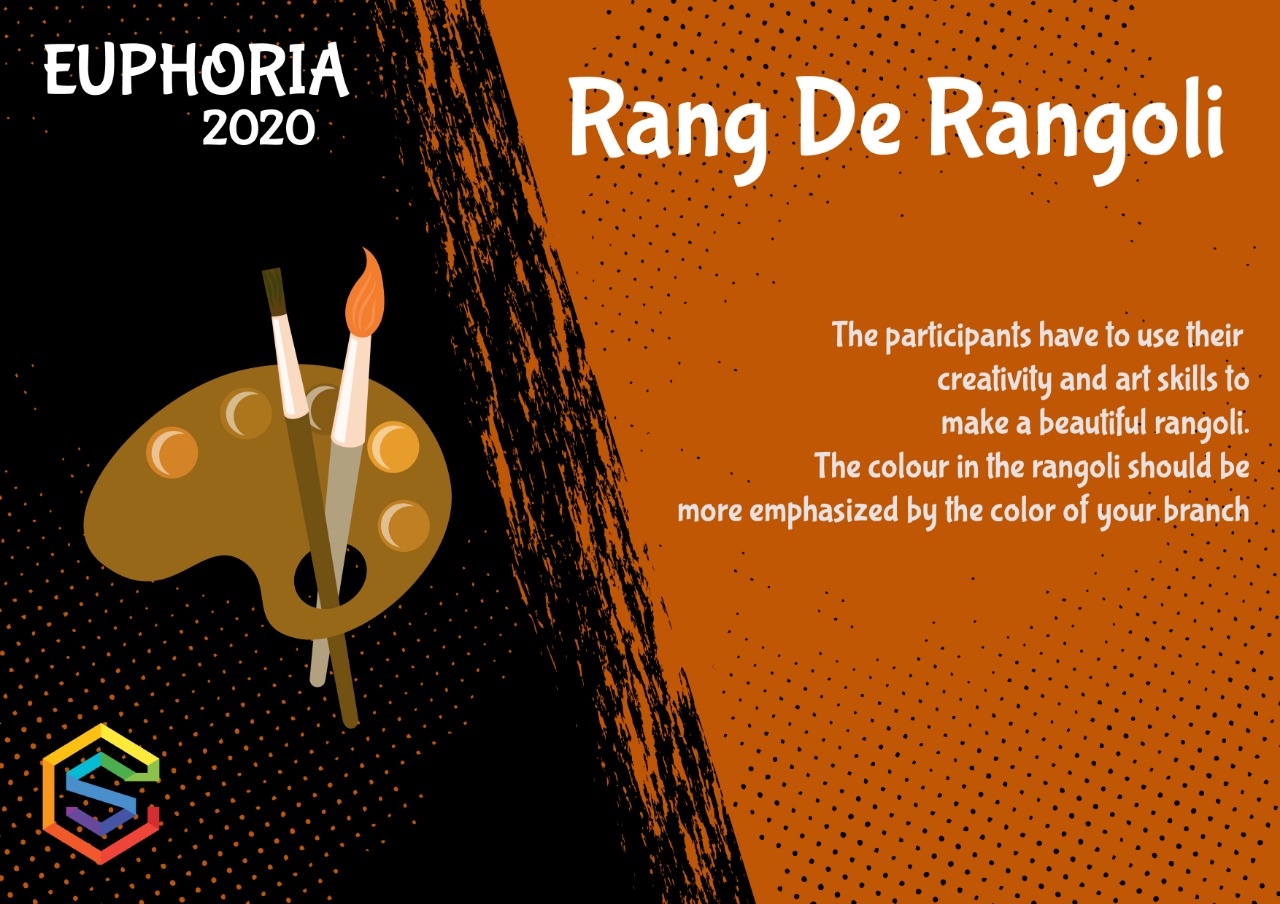 EUPHORIA
2020
Rang De Rangoli
The participants have to use their
creativity and art skills to
make a beautiful rangoli.
The colour in the rangoli should be
more emphasized by the color of your branch